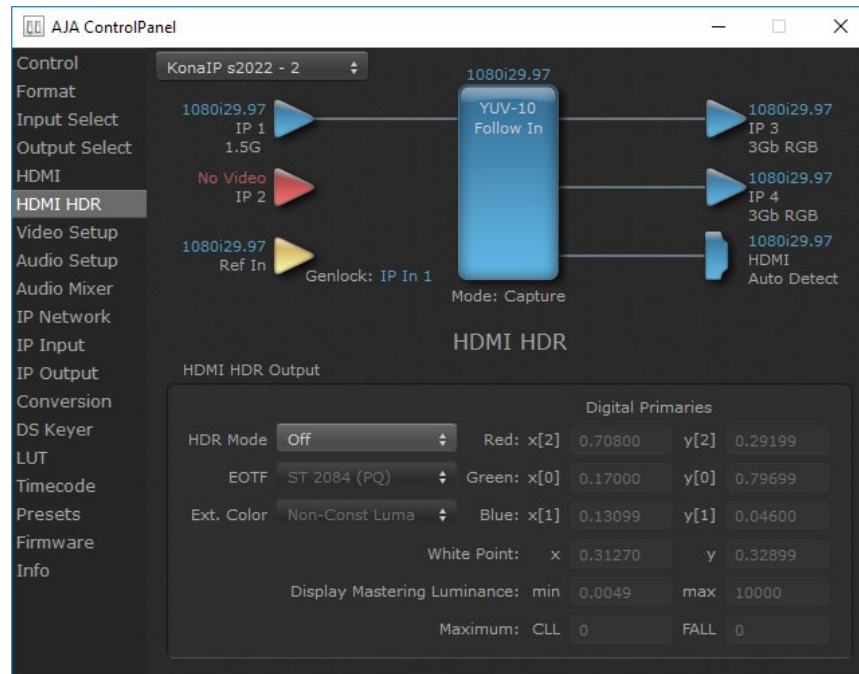 AJA ControlPanel
Control
Format
Input Select
Output Select
HDMI
HDMI HDR
Video Setup
Audio Setup
Audio Mixer
IP Network
IP Input
IP Output
Conversion
DS Keyer
LUT
Timecode
Presets
Firmware
Info
KonaIP s2022 - 2
1080i29.97
IP 1
1.5G
No Video
IP 2
1080i29.97
Ref In
Genlock: IP In 1
1080i29.97
YUV-10
Follow In
Mode: Capture
1080i29.97
IP 3
3Gb RGB
1080i29.97
IP 4
3Gb RGB
1080i29.97
HDMI
Auto Detect
HDMI HDR
HDMI HDR Output
Digital Primaries
HDR Mode Off Red: x[2] 0.70800 y[2] 0.29199
EOTF ST 2084 (PQ) Green: x[0] 0.17000 y[0] 0.79699
Ext. Color Non-Const Luma Blue: x[1] 0.13099 y[1] 0.04600
White Point: x 0.31270 y 0.32899
Display Mastering Luminance: min 0.0049 max 10000
Maximum: CLL 0 FALL 0